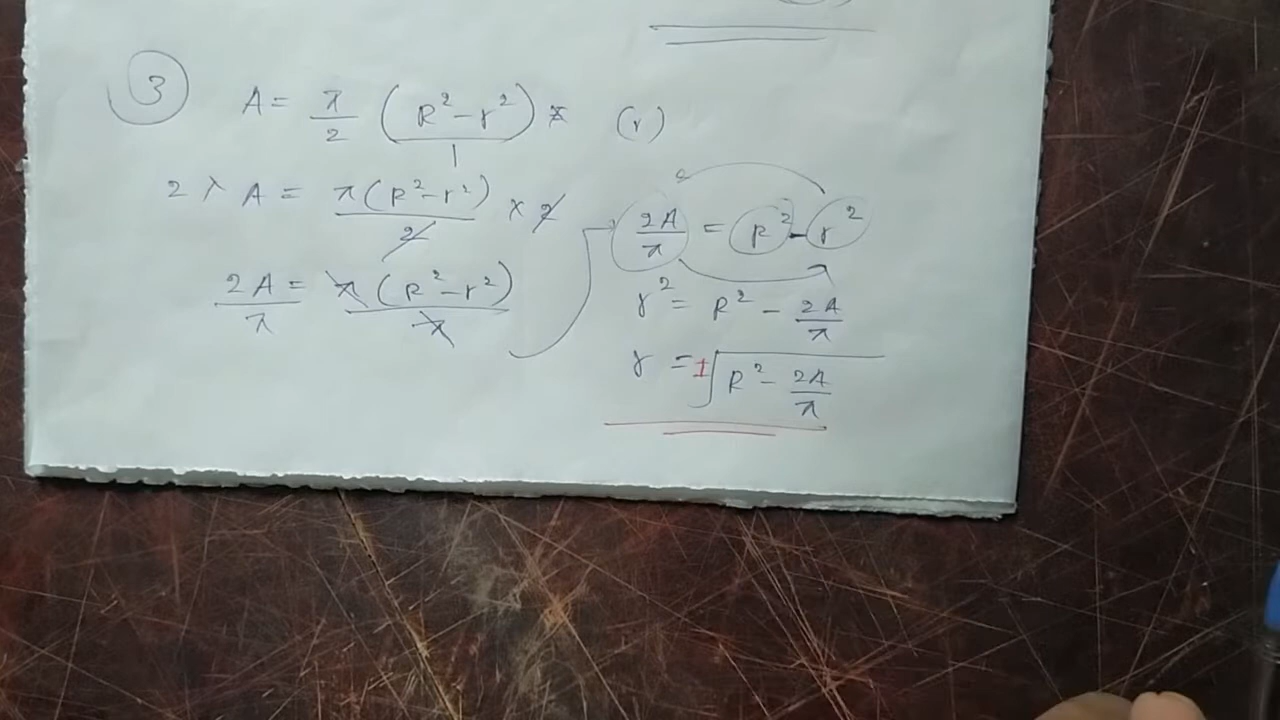 ③
A = π/2 (R² - r²) (r)
2 × A = π(R² - r²)/2 × 2
2A/π = π(R² - r²)/π
2A/π = R² - r²
r² = R² - 2A/π
r = ±√(R² - 2A/π)